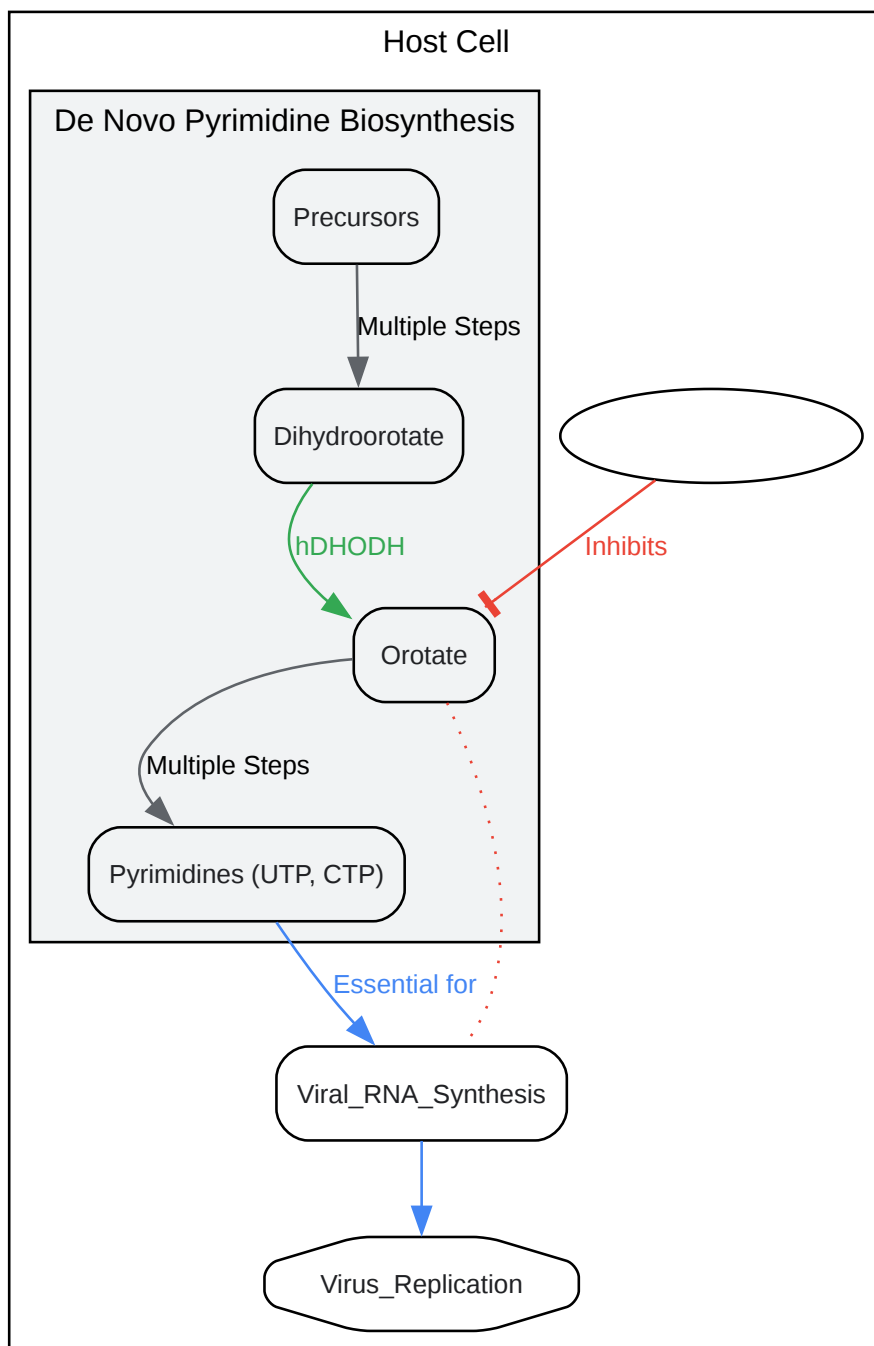 Host Cell
De Novo Pyrimidine Biosynthesis
Precursors
Multiple Steps
Dihydroorotate
hDHODH
Inhibits
Orotate
Multiple Steps
Pyrimidines (UTP, CTP)
Essential for
Viral_RNA_Synthesis
Virus_Replication